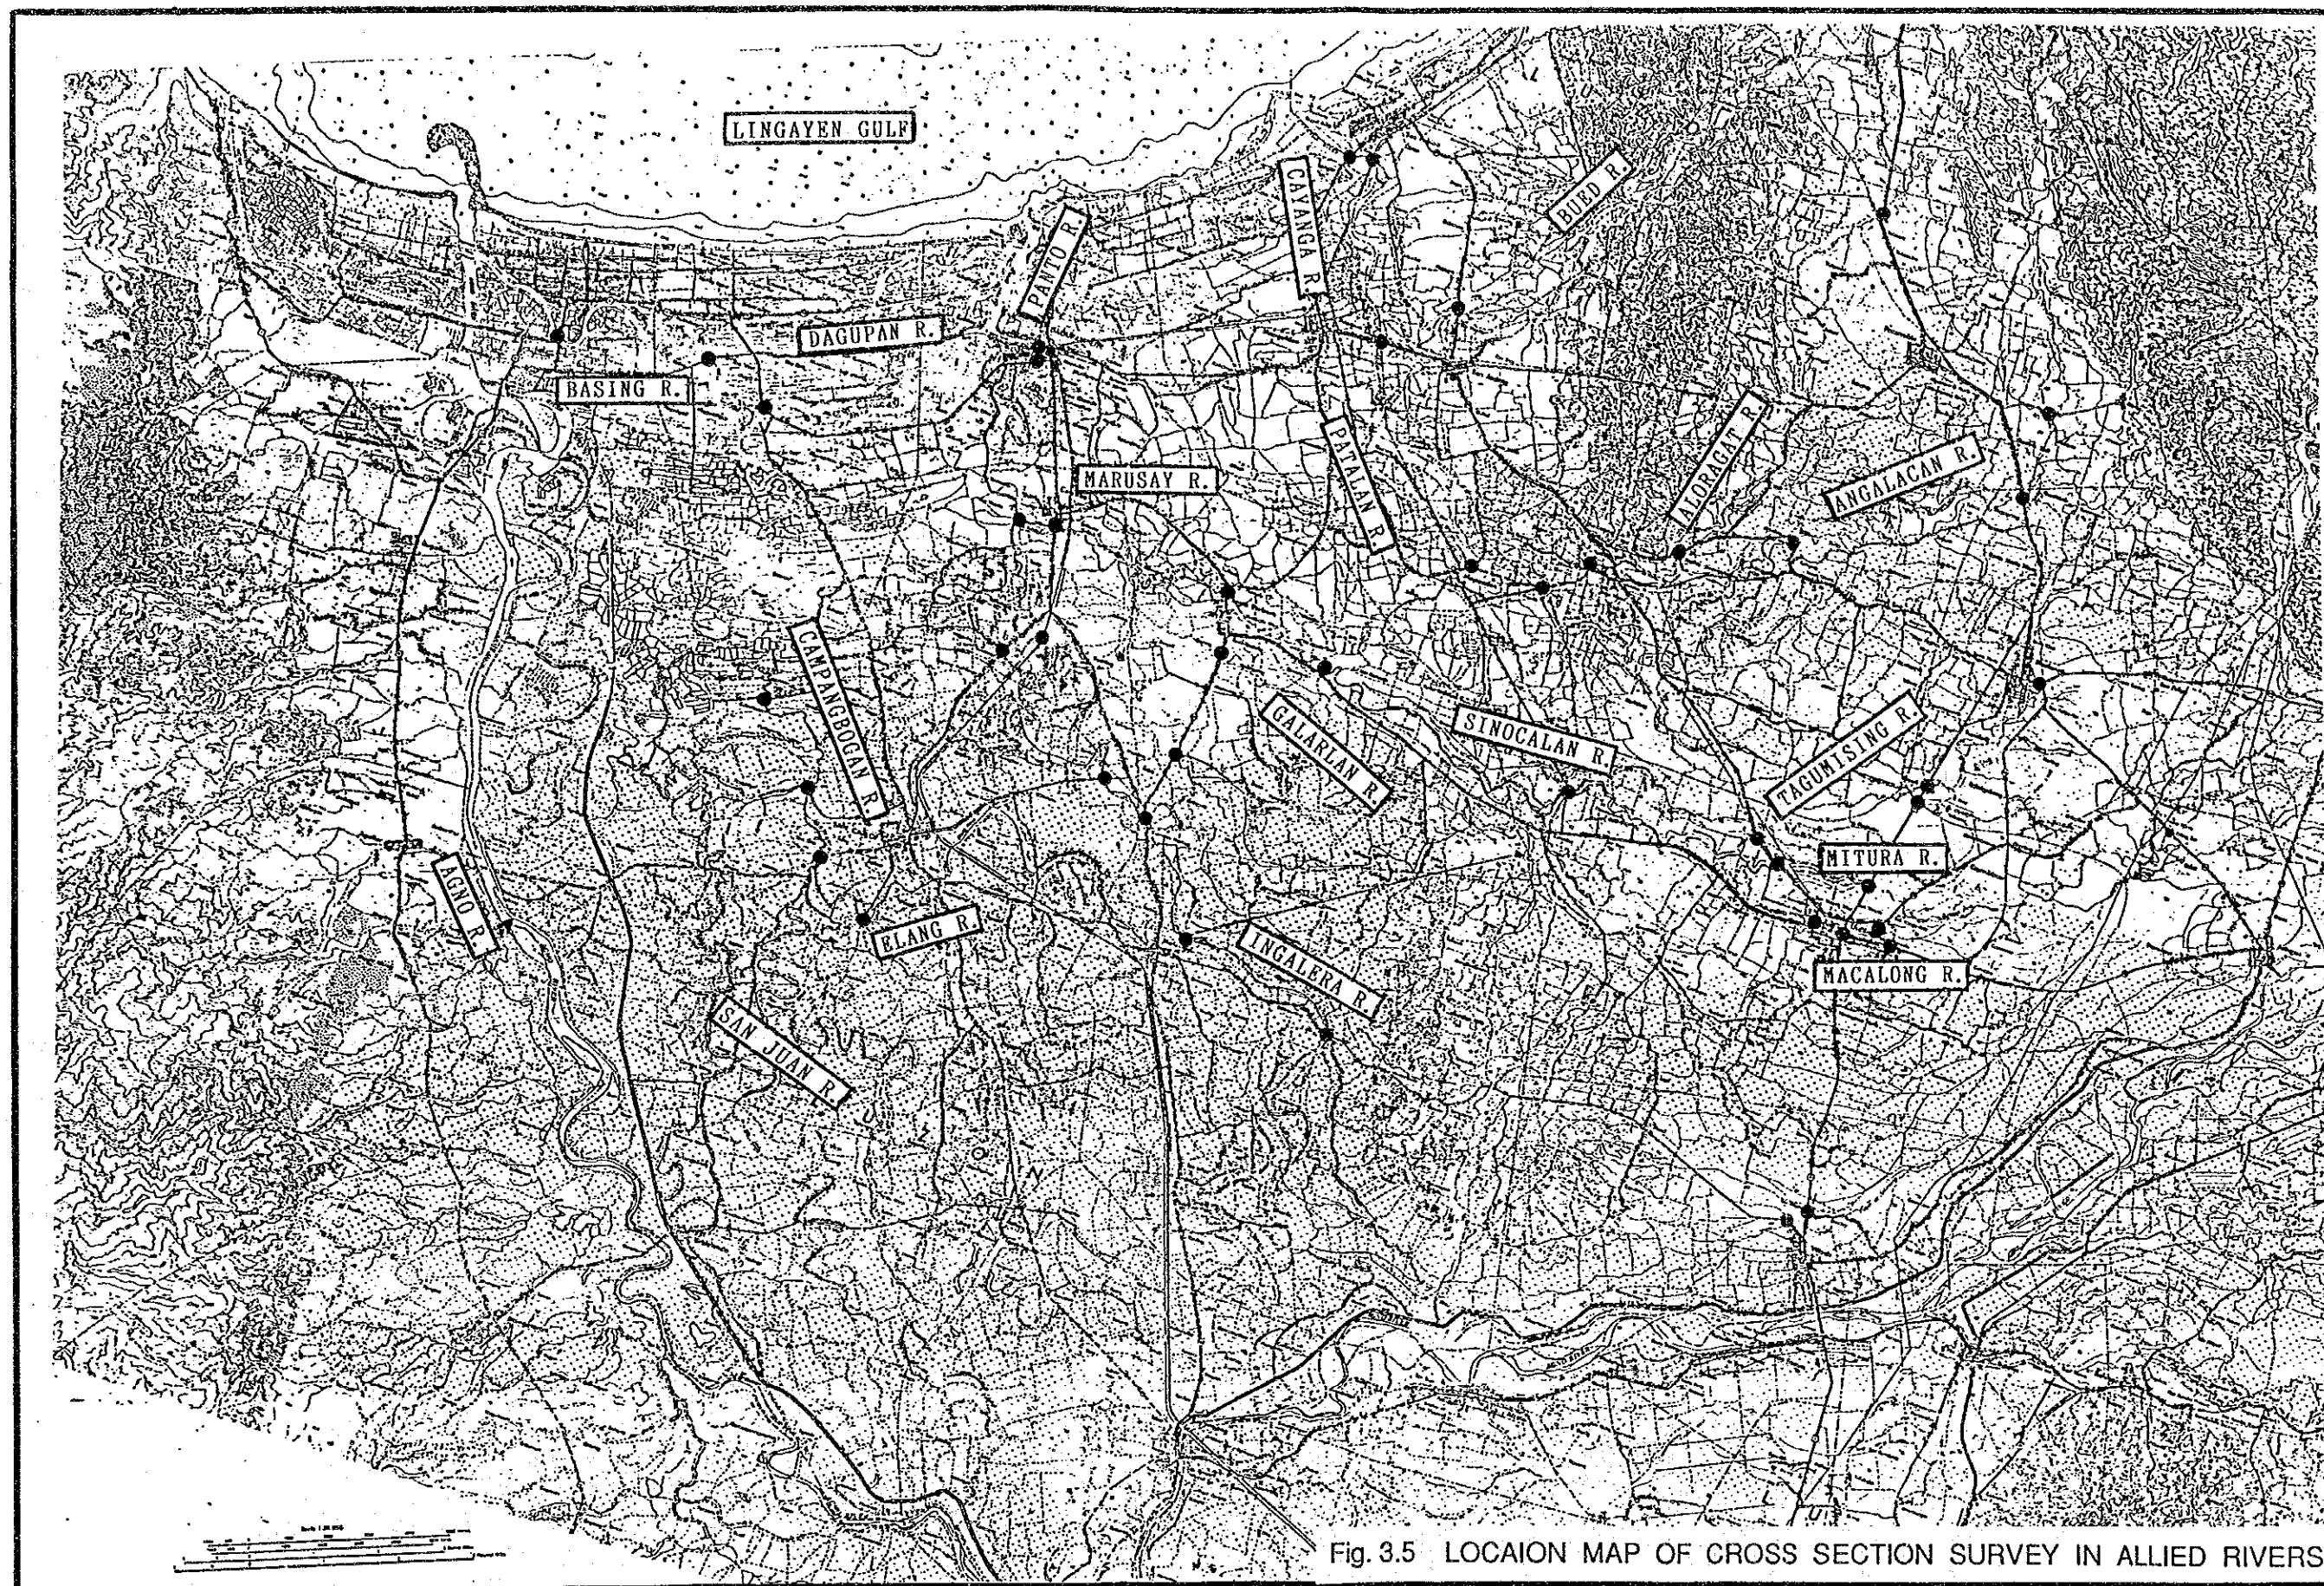 LINGAYEN GULF
CAYANGA R.
BUED R.
PANTO R.
DAGUPAN R.
BASING R.
MARUSAY R.
PATALAN R.
ALORAGAT R.
ANGALACAN R.
CAMPANGBOGAN R.
GALARLAN R.
SINOCALAN R.
TAGUMISING R.
MITURA R.
AGNO R.
ELANG R.
INGALERA R.
MACALONG R.
SAN JUAN R.
Fig. 3.5 LOCAION MAP OF CROSS SECTION SURVEY IN ALLIED RIVERS